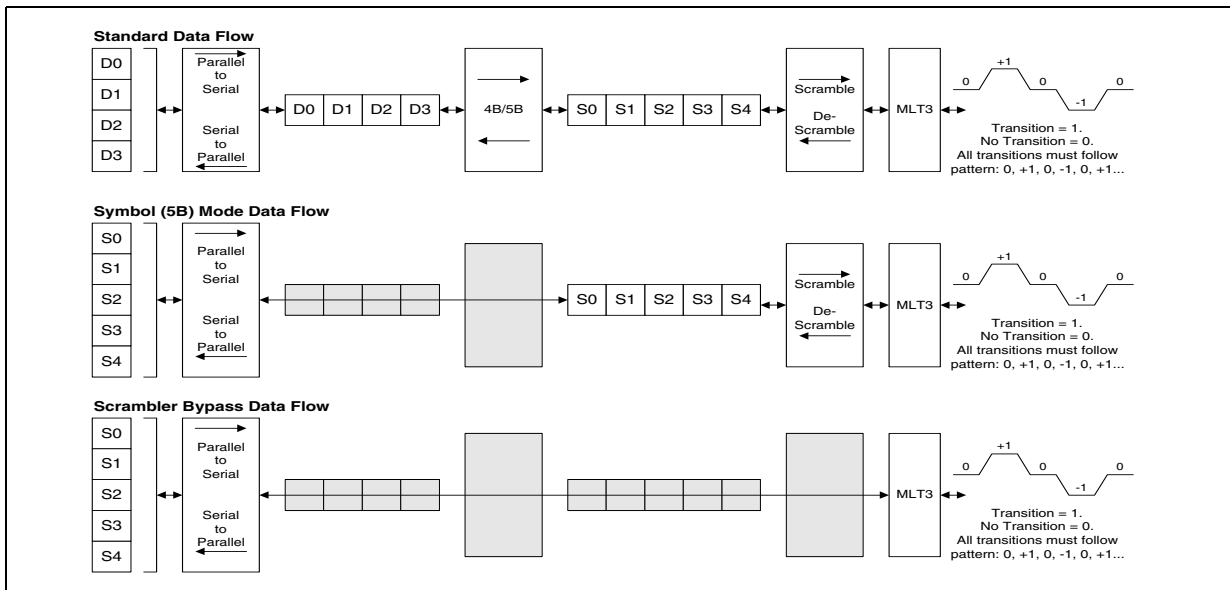 Standard Data Flow
D0
D1
D2
D3
Parallel
to
Serial
Serial
to
Parallel
D0 D1 D2 D3
4B/5B
S0 S1 S2 S3 S4
Scramble
De-
Scramble
MLT3
0 +1 0 -1 0
Transition = 1.
No Transition = 0.
All transitions must follow
pattern: 0, +1, 0, -1, 0, +1...
Symbol (5B) Mode Data Flow
S0
S1
S2
S3
S4
Parallel
to
Serial
Serial
to
Parallel
S0 S1 S2 S3 S4
Scramble
De-
Scramble
MLT3
0 +1 0 -1 0
Transition = 1.
No Transition = 0.
All transitions must follow
pattern: 0, +1, 0, -1, 0, +1...
Scrambler Bypass Data Flow
S0
S1
S2
S3
S4
Parallel
to
Serial
Serial
to
Parallel
MLT3
0 +1 0 -1 0
Transition = 1.
No Transition = 0.
All transitions must follow
pattern: 0, +1, 0, -1, 0, +1...